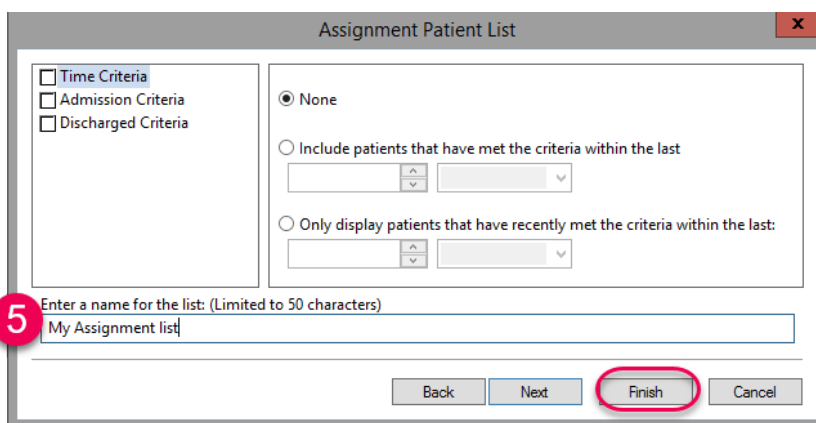 Assignment Patient List
x
Time Criteria
Admission Criteria
Discharged Criteria
None
Include patients that have met the criteria within the last
Only display patients that have recently met the criteria within the last:
Enter a name for the list: (Limited to 50 characters)
5
My Assignment list
Back Next Finish Cancel